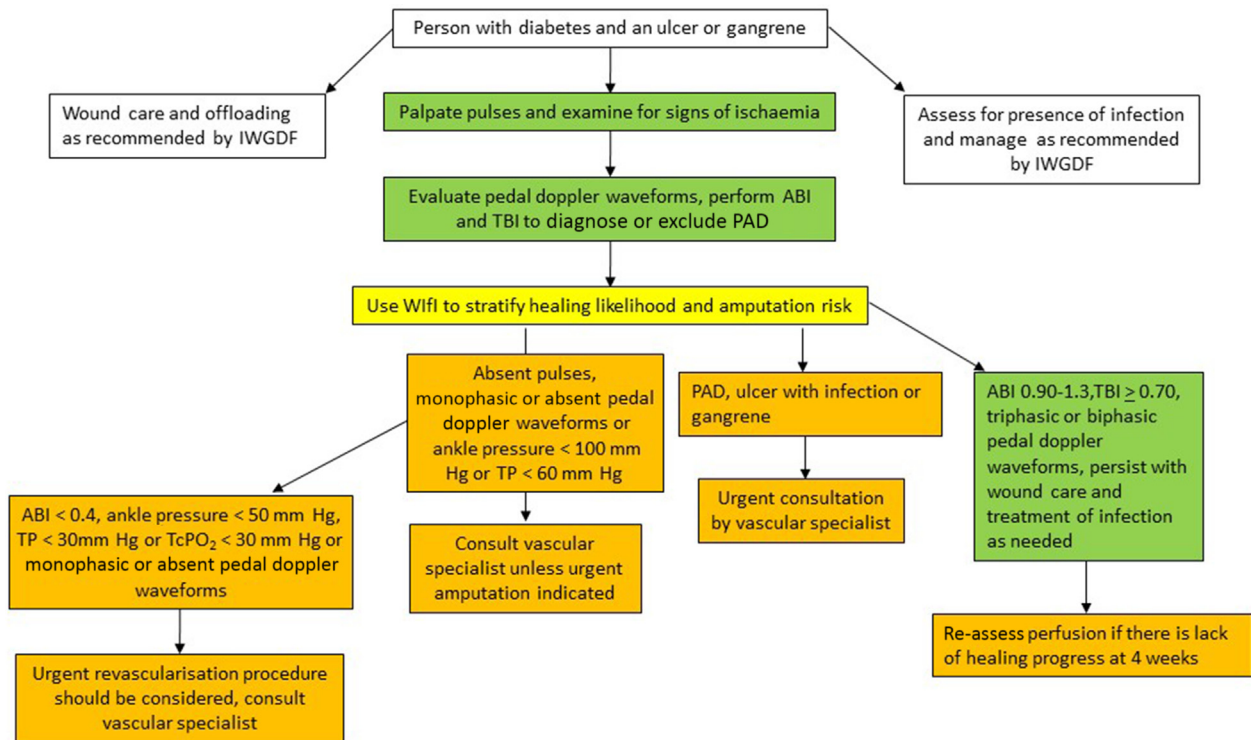 Person with diabetes and an ulcer or gangrene
Wound care and offloading
as recommended by IWGDF
Palpate pulses and examine for signs of ischaemia
Assess for presence of infection
and manage as recommended
by IWGDF
Evaluate pedal doppler waveforms, perform ABI
and TBI to diagnose or exclude PAD
Use WIfI to stratify healing likelihood and amputation risk
Absent pulses,
monophasic or absent pedal
doppler waveforms or
ankle pressure < 100 mm
Hg or TP < 60 mm Hg
PAD, ulcer with infection or
gangrene
ABI 0.90-1.3,TBI ≥ 0.70,
triphasic or biphasic
pedal doppler
waveforms, persist with
wound care and
treatment of infection
as needed
ABI < 0.4, ankle pressure < 50 mm Hg,
TP < 30mm Hg or TcPO₂ < 30 mm Hg or
monophasic or absent pedal doppler
waveforms
Consult vascular
specialist unless urgent
amputation indicated
Urgent consultation
by vascular specialist
Re-assess perfusion if there is lack
of healing progress at 4 weeks
Urgent revascularisation procedure
should be considered, consult
vascular specialist